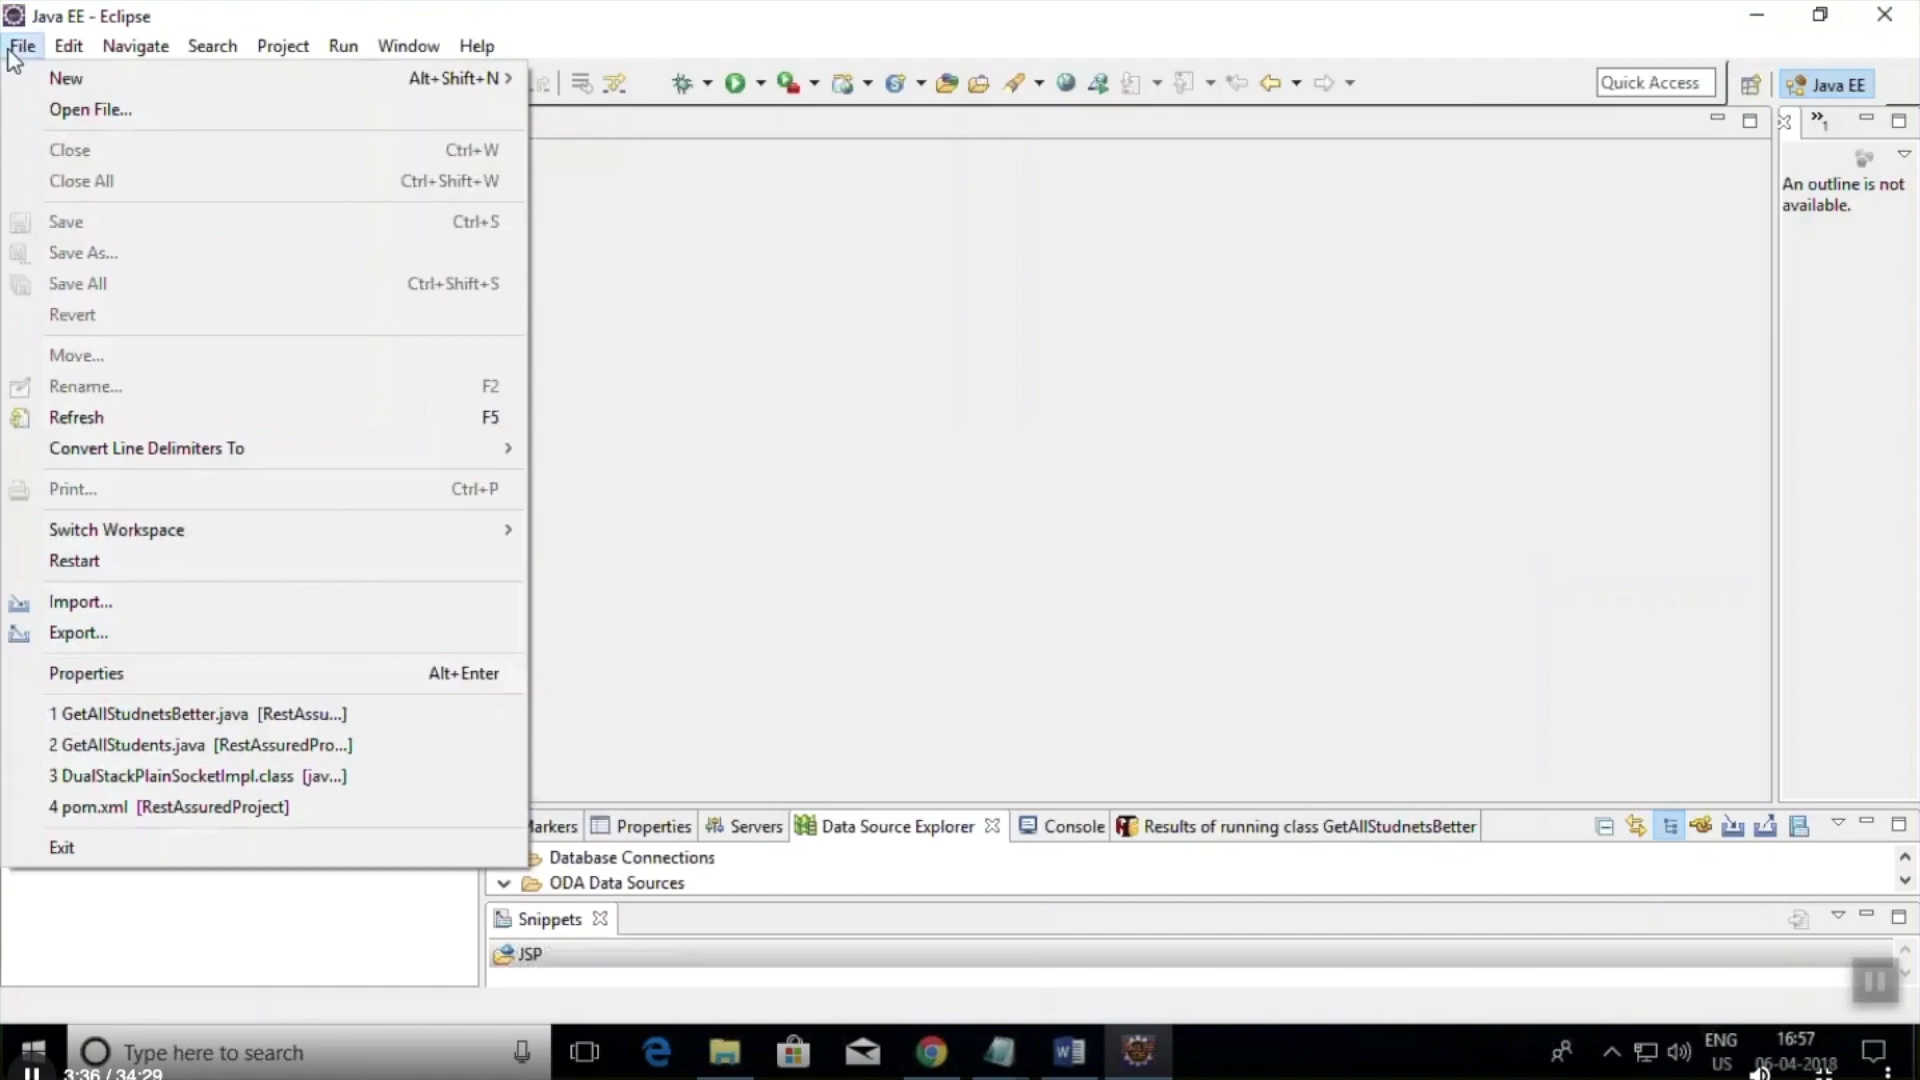 Java EE - Eclipse
File Edit Navigate Search Project Run Window Help
New Alt+Shift+N
Open File...
Close Ctrl+W
Close All Ctrl+Shift+W
Save Ctrl+S
Save As...
Save All Ctrl+Shift+S
Revert
Move...
Rename... F2
Refresh F5
Convert Line Delimiters To
Print... Ctrl+P
Switch Workspace
Restart
Import...
Export...
Properties Alt+Enter
1 GetAllStudnetsBetter.java [RestAssu...]
2 GetAllStudents.java [RestAssuredPro...]
3 DualStackPlainSocketImpl.class [jav...]
4 pom.xml [RestAssuredProject]
Exit
Quick Access Java EE
1
An outline is not
available.
arkers Properties Servers Data Source Explorer Console Results of running class GetAllStudnetsBetter
Database Connections
ODA Data Sources
Snippets
JSP
Type here to search
ENG 16:57
US 06-04-2018
3:36 / 34:29